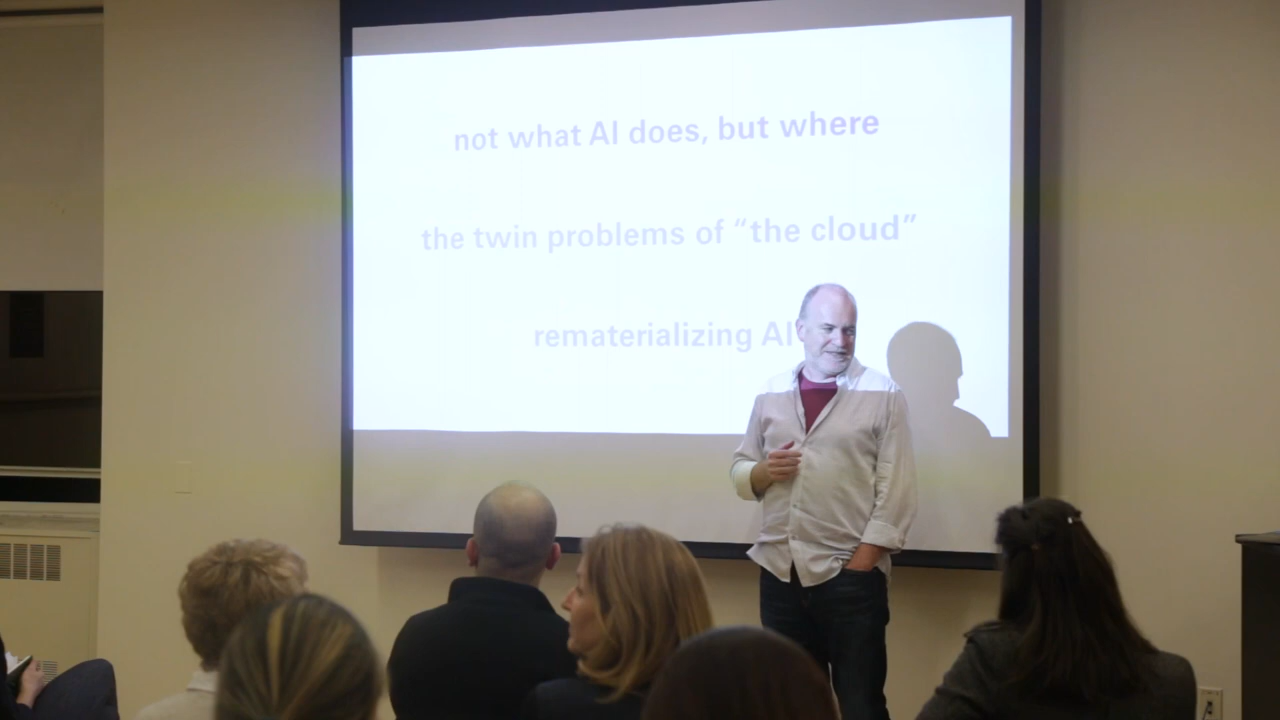 not what AI does, but where
the twin problems of “the cloud”
rematerializing AI